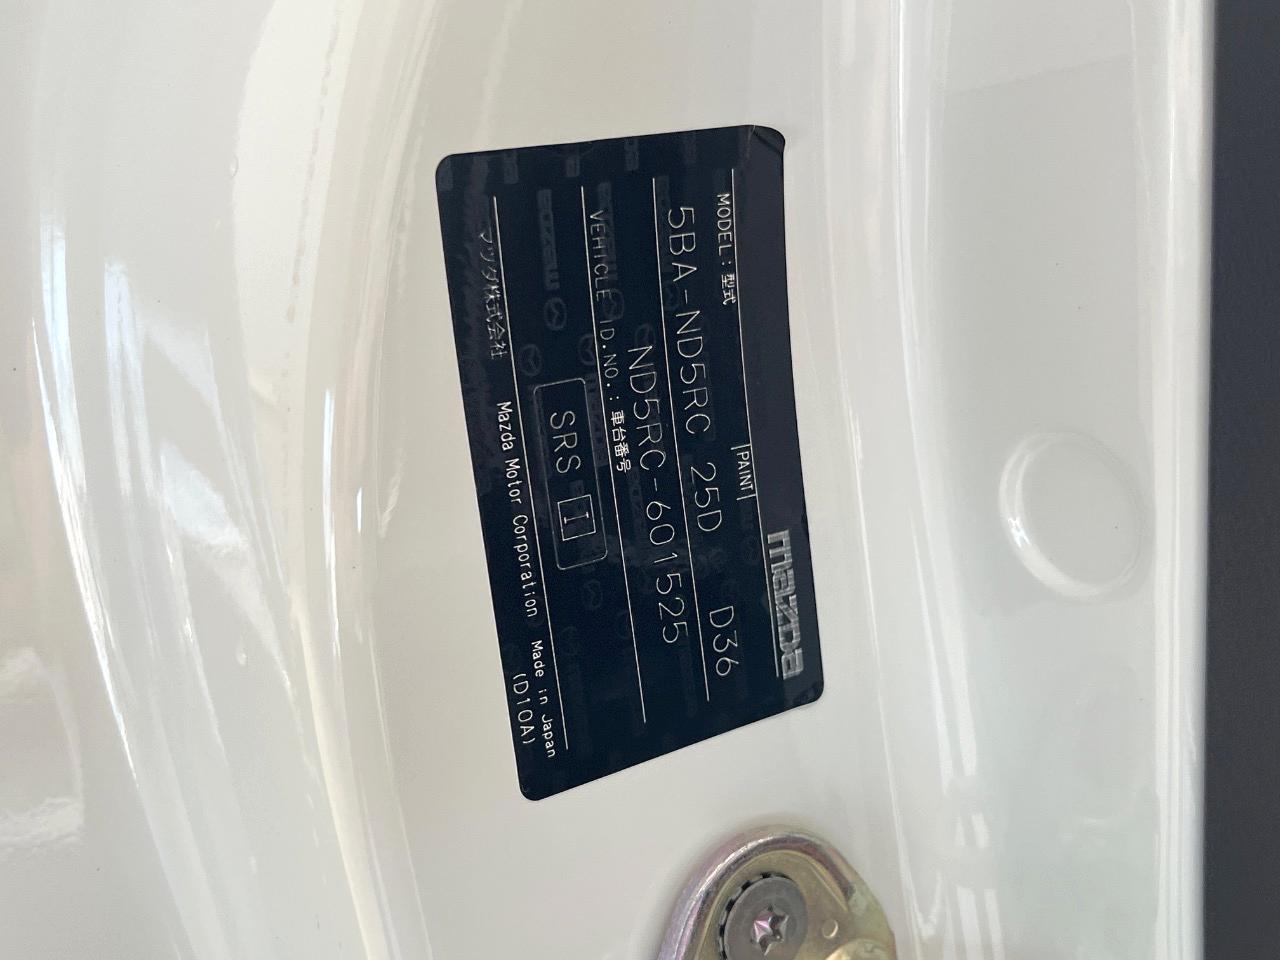 mazda
MODEL:型式 PAINT
5BA-ND5RC 25D D36
ND5RC-601525
VEHICLE ID.NO.:車台番号
SRS I
マツダ株式会社 Mazda Motor Corporation Made in Japan
(D10A)